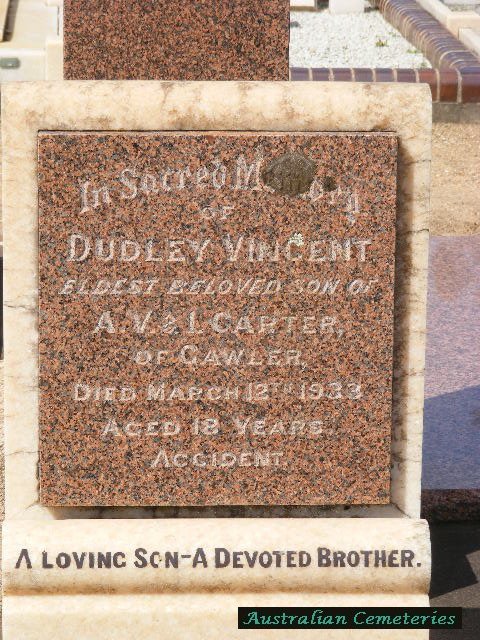 In Sacred Memory
OF
DUDLEY VINCENT
ELDEST BELOVED SON OF
A. V. & I. CARTER,
OF GAWLER,
DIED MARCH 12TH 1933
AGED 18 YEARS.
ACCIDENT.
A LOVING SON-A DEVOTED BROTHER.
Australian Cemeteries